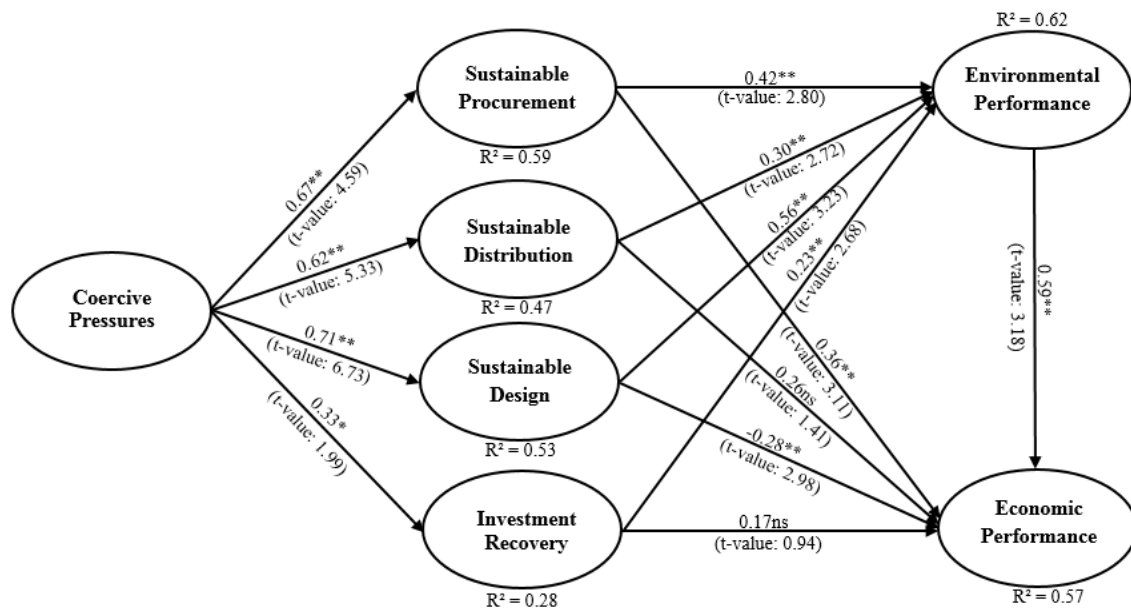 R² = 0.62
Sustainable
Procurement
R² = 0.59
0.42**
(t-value: 2.80)
Environmental
Performance
0.67**
(t-value: 4.59)
0.30**
(t-value: 2.72)
Sustainable
Distribution
R² = 0.47
0.62**
(t-value: 5.33)
0.56**
(t-value: 3.23)
0.23**
(t-value: 2.68)
Coercive
Pressures
0.59**
(t-value: 3.18)
0.71**
(t-value: 6.73)
Sustainable
Design
R² = 0.53
0.36**
(t-value: 3.11)
0.26ns
(t-value: 1.41)
-0.28**
(t-value: 2.98)
0.33*
(t-value: 1.99)
Investment
Recovery
R² = 0.28
0.17ns
(t-value: 0.94)
Economic
Performance
R² = 0.57